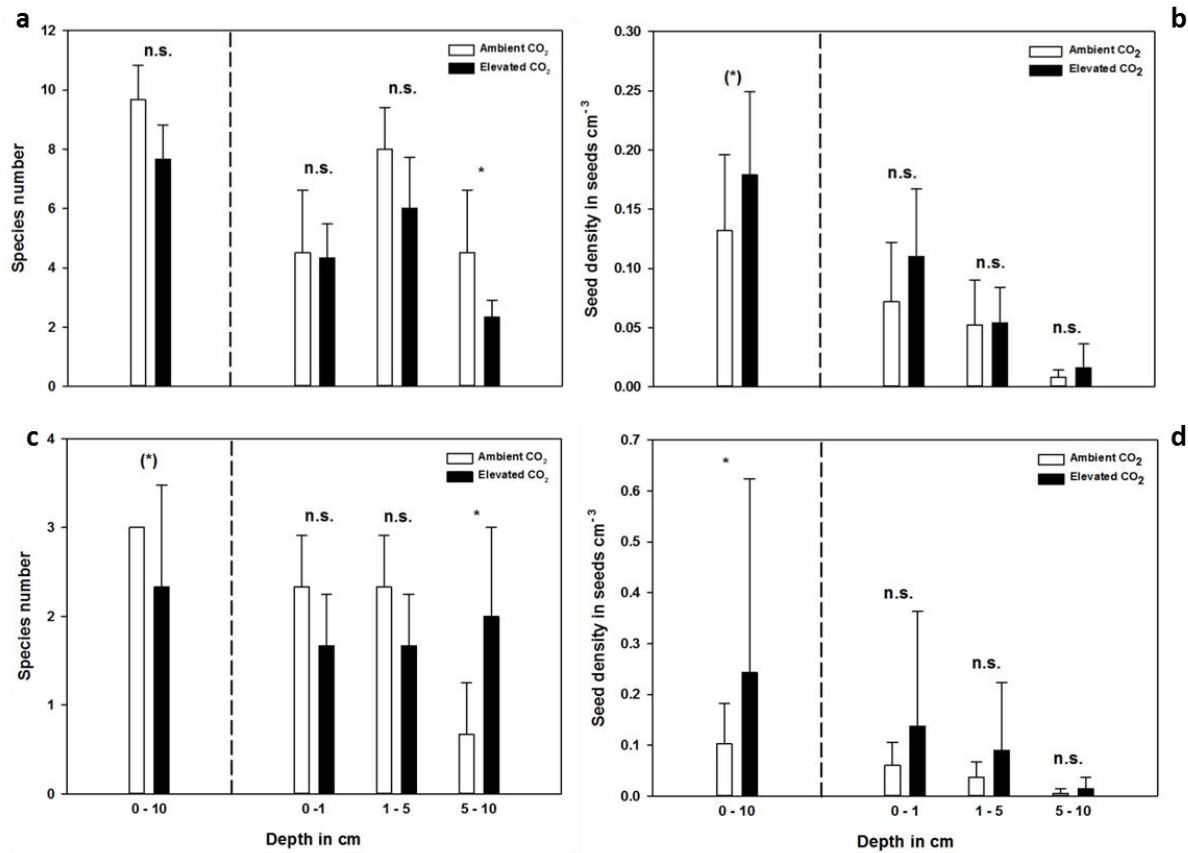 a
12
10
8
6
4
2
0
Species number
n.s.
n.s.
n.s.
*
Ambient CO₂
Elevated CO₂
b
0.30
0.25
0.20
0.15
0.10
0.05
0.00
Seed density in seeds cm⁻³
(*)
n.s.
n.s.
n.s.
Ambient CO₂
Elevated CO₂
c
4
3
2
1
0
Species number
(*)
n.s.
n.s.
*
Ambient CO₂
Elevated CO₂
0 - 10
0 -1
1 - 5
5 - 10
Depth in cm
d
0.7
0.6
0.5
0.4
0.3
0.2
0.1
0.0
Seed density in seeds cm⁻³
*
n.s.
n.s.
n.s.
Ambient CO₂
Elevated CO₂
0 - 10
0 - 1
1 - 5
5 - 10
Depth in cm